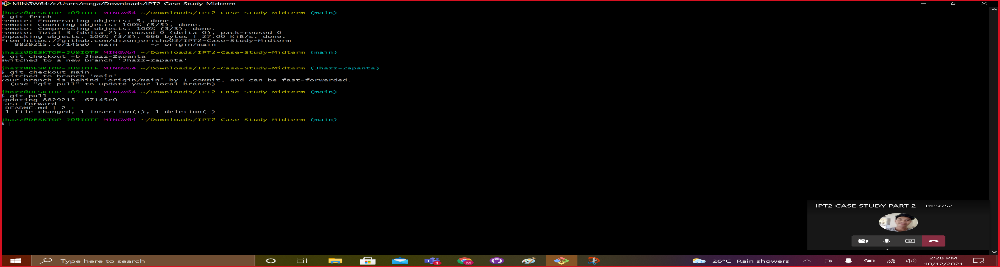 MINGW64:/c/Users/etcga/Downloads/IPT2-Case-Study-Midterm
jhazz@DESKTOP-J09IOTF MINGW64 ~/Downloads/IPT2-Case-Study-Midterm (main)
$ git fetch
remote: Enumerating objects: 5, done.
remote: Counting objects: 100% (5/5), done.
remote: Compressing objects: 100% (3/3), done.
remote: Total 3 (delta 2), reused 0 (delta 0), pack-reused 0
Unpacking objects: 100% (3/3), 666 bytes | 27.00 KiB/s, done.
From https://github.com/dizonjericho03/IPT2-Case-Study-Midterm
8829215..67145e0 main -> origin/main
jhazz@DESKTOP-J09IOTF MINGW64 ~/Downloads/IPT2-Case-Study-Midterm (main)
$ git checkout -b Jhazz-Zapanta
Switched to a new branch 'Jhazz-Zapanta'
jhazz@DESKTOP-J09IOTF MINGW64 ~/Downloads/IPT2-Case-Study-Midterm (Jhazz-Zapanta)
$ git checkout main
Switched to branch 'main'
Your branch is behind 'origin/main' by 1 commit, and can be fast-forwarded.
(use "git pull" to update your local branch)
jhazz@DESKTOP-J09IOTF MINGW64 ~/Downloads/IPT2-Case-Study-Midterm (main)
$ git pull
Updating 8829215..67145e0
Fast-forward
README.md | 2 +-
1 file changed, 1 insertion(+), 1 deletion(-)
jhazz@DESKTOP-J09IOTF MINGW64 ~/Downloads/IPT2-Case-Study-Midterm (main)
$
IPT2 CASE STUDY PART 2 01:56:52
Type here to search
T 1
M
26°C Rain showers
2:28 PM
10/12/2021